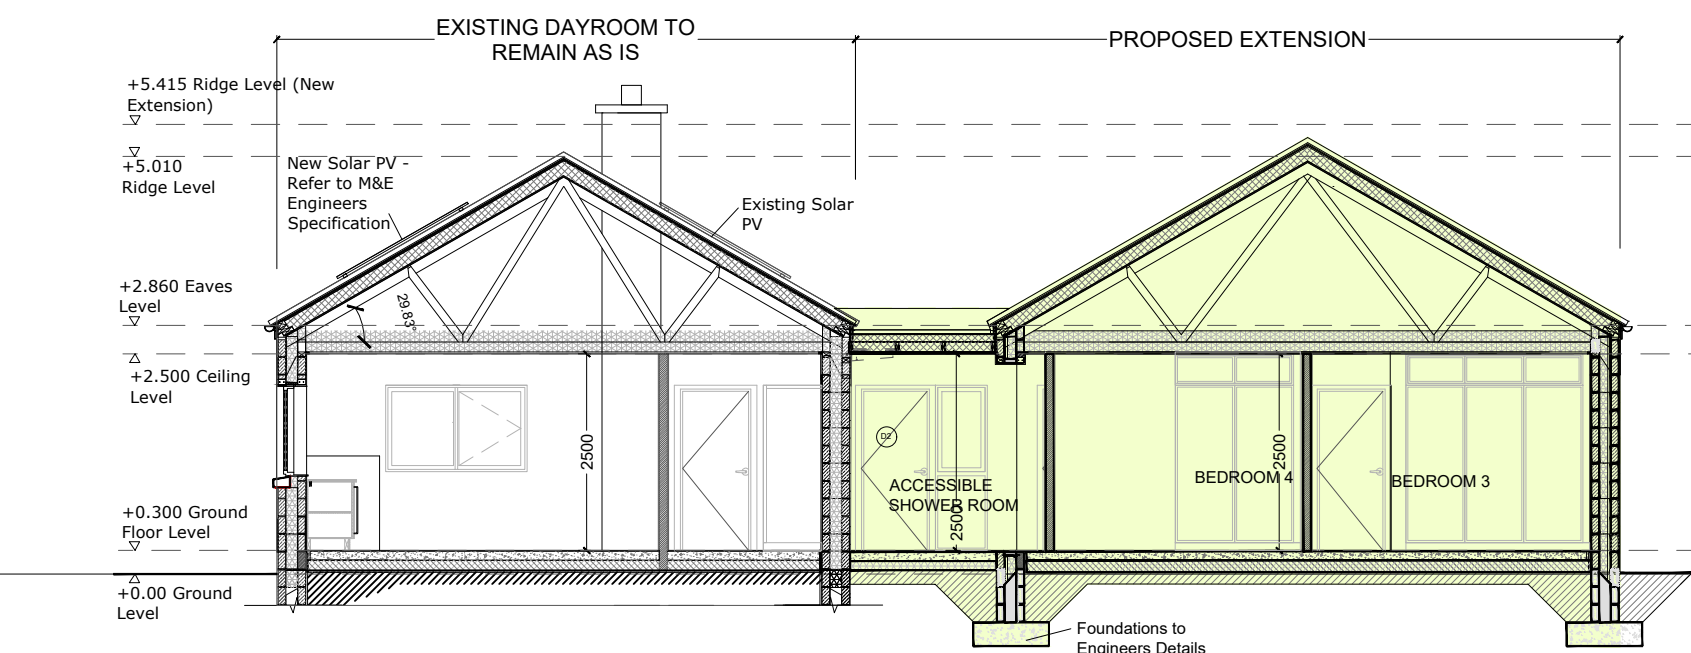 EXISTING DAYROOM TO
REMAIN AS IS
PROPOSED EXTENSION
+5.415 Ridge Level (New
Extension)
+5.010
Ridge Level
New Solar PV -
Refer to M&E
Engineers
Specification
Existing Solar
PV
+2.860 Eaves
Level
29.83°
+2.500 Ceiling
Level
2500
D2
ACCESSIBLE
SHOWER ROOM
2500
BEDROOM 4
2500
BEDROOM 3
+0.300 Ground
Floor Level
+0.00 Ground
Level
Foundations to
Engineers Details